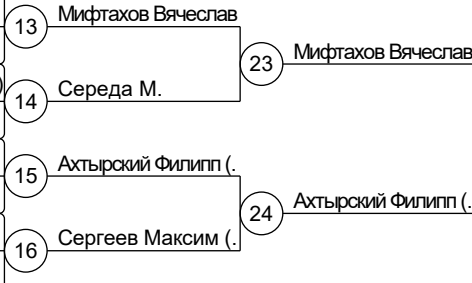 13 Мифтахов Вячеслав
23 Мифтахов Вячеслав
)
14 Середа М.
15 Ахтырский Филипп (.
24 Ахтырский Филипп (.
16 Сергеев Максим (.